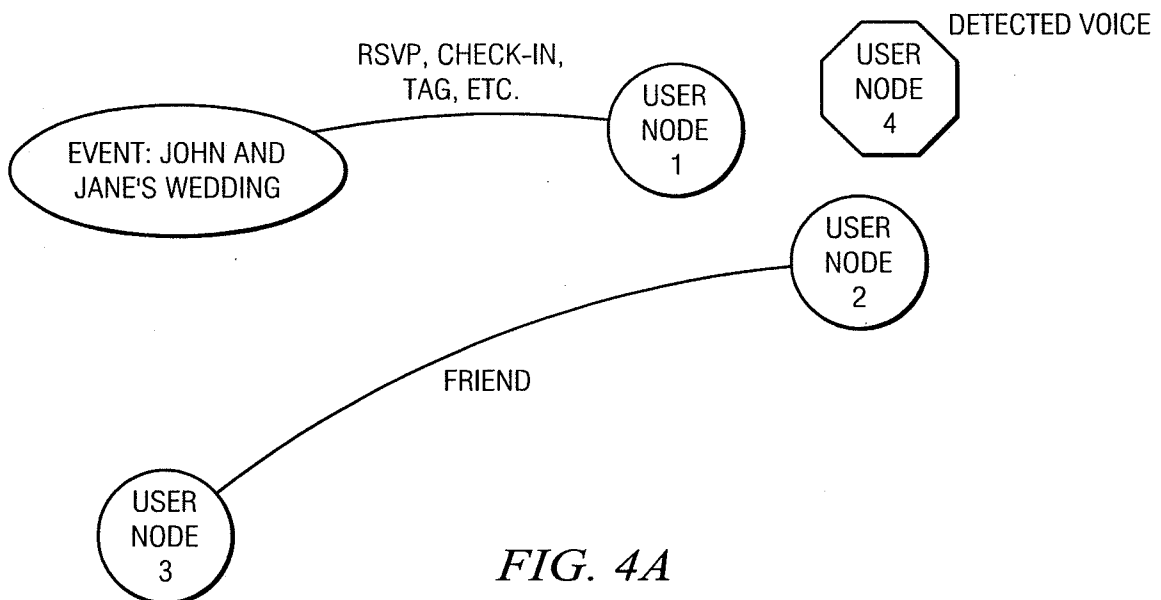 DETECTED VOICE
RSVP, CHECK-IN,
TAG, ETC.
USER
NODE
1
USER
NODE
4
EVENT: JOHN AND
JANE'S WEDDING
USER
NODE
2
FRIEND
USER
NODE
3
FIG. 4A